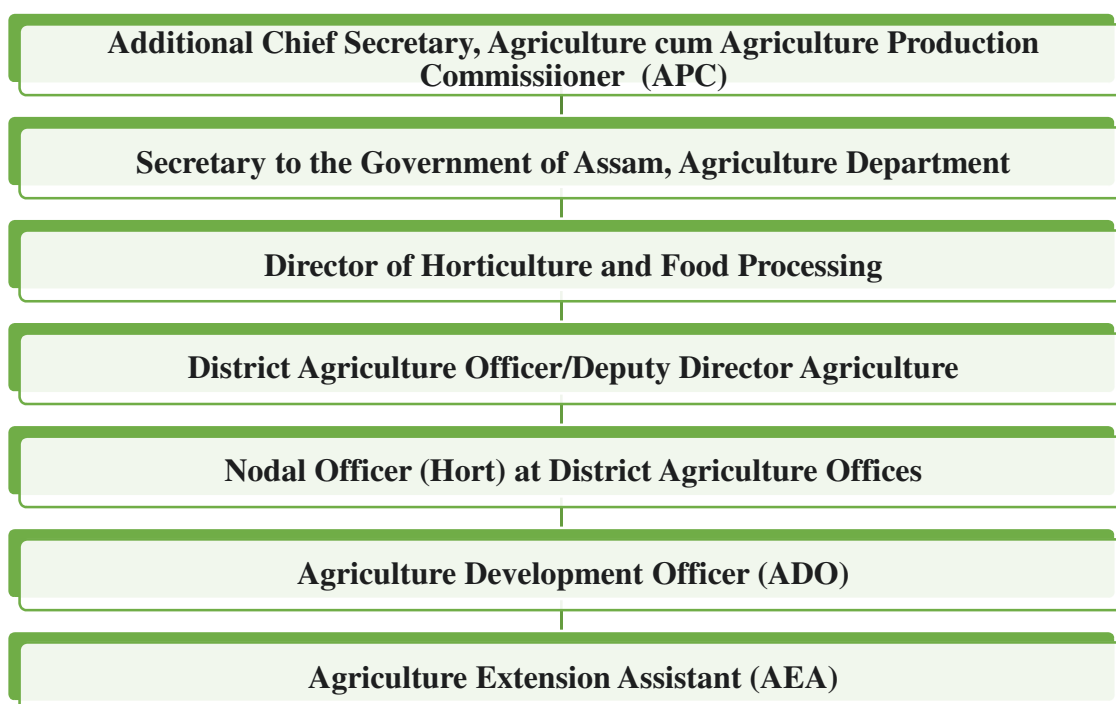 Additional Chief Secretary, Agriculture cum Agriculture Production
Commissiioner (APC)
Secretary to the Government of Assam, Agriculture Department
Director of Horticulture and Food Processing
District Agriculture Officer/Deputy Director Agriculture
Nodal Officer (Hort) at District Agriculture Offices
Agriculture Development Officer (ADO)
Agriculture Extension Assistant (AEA)